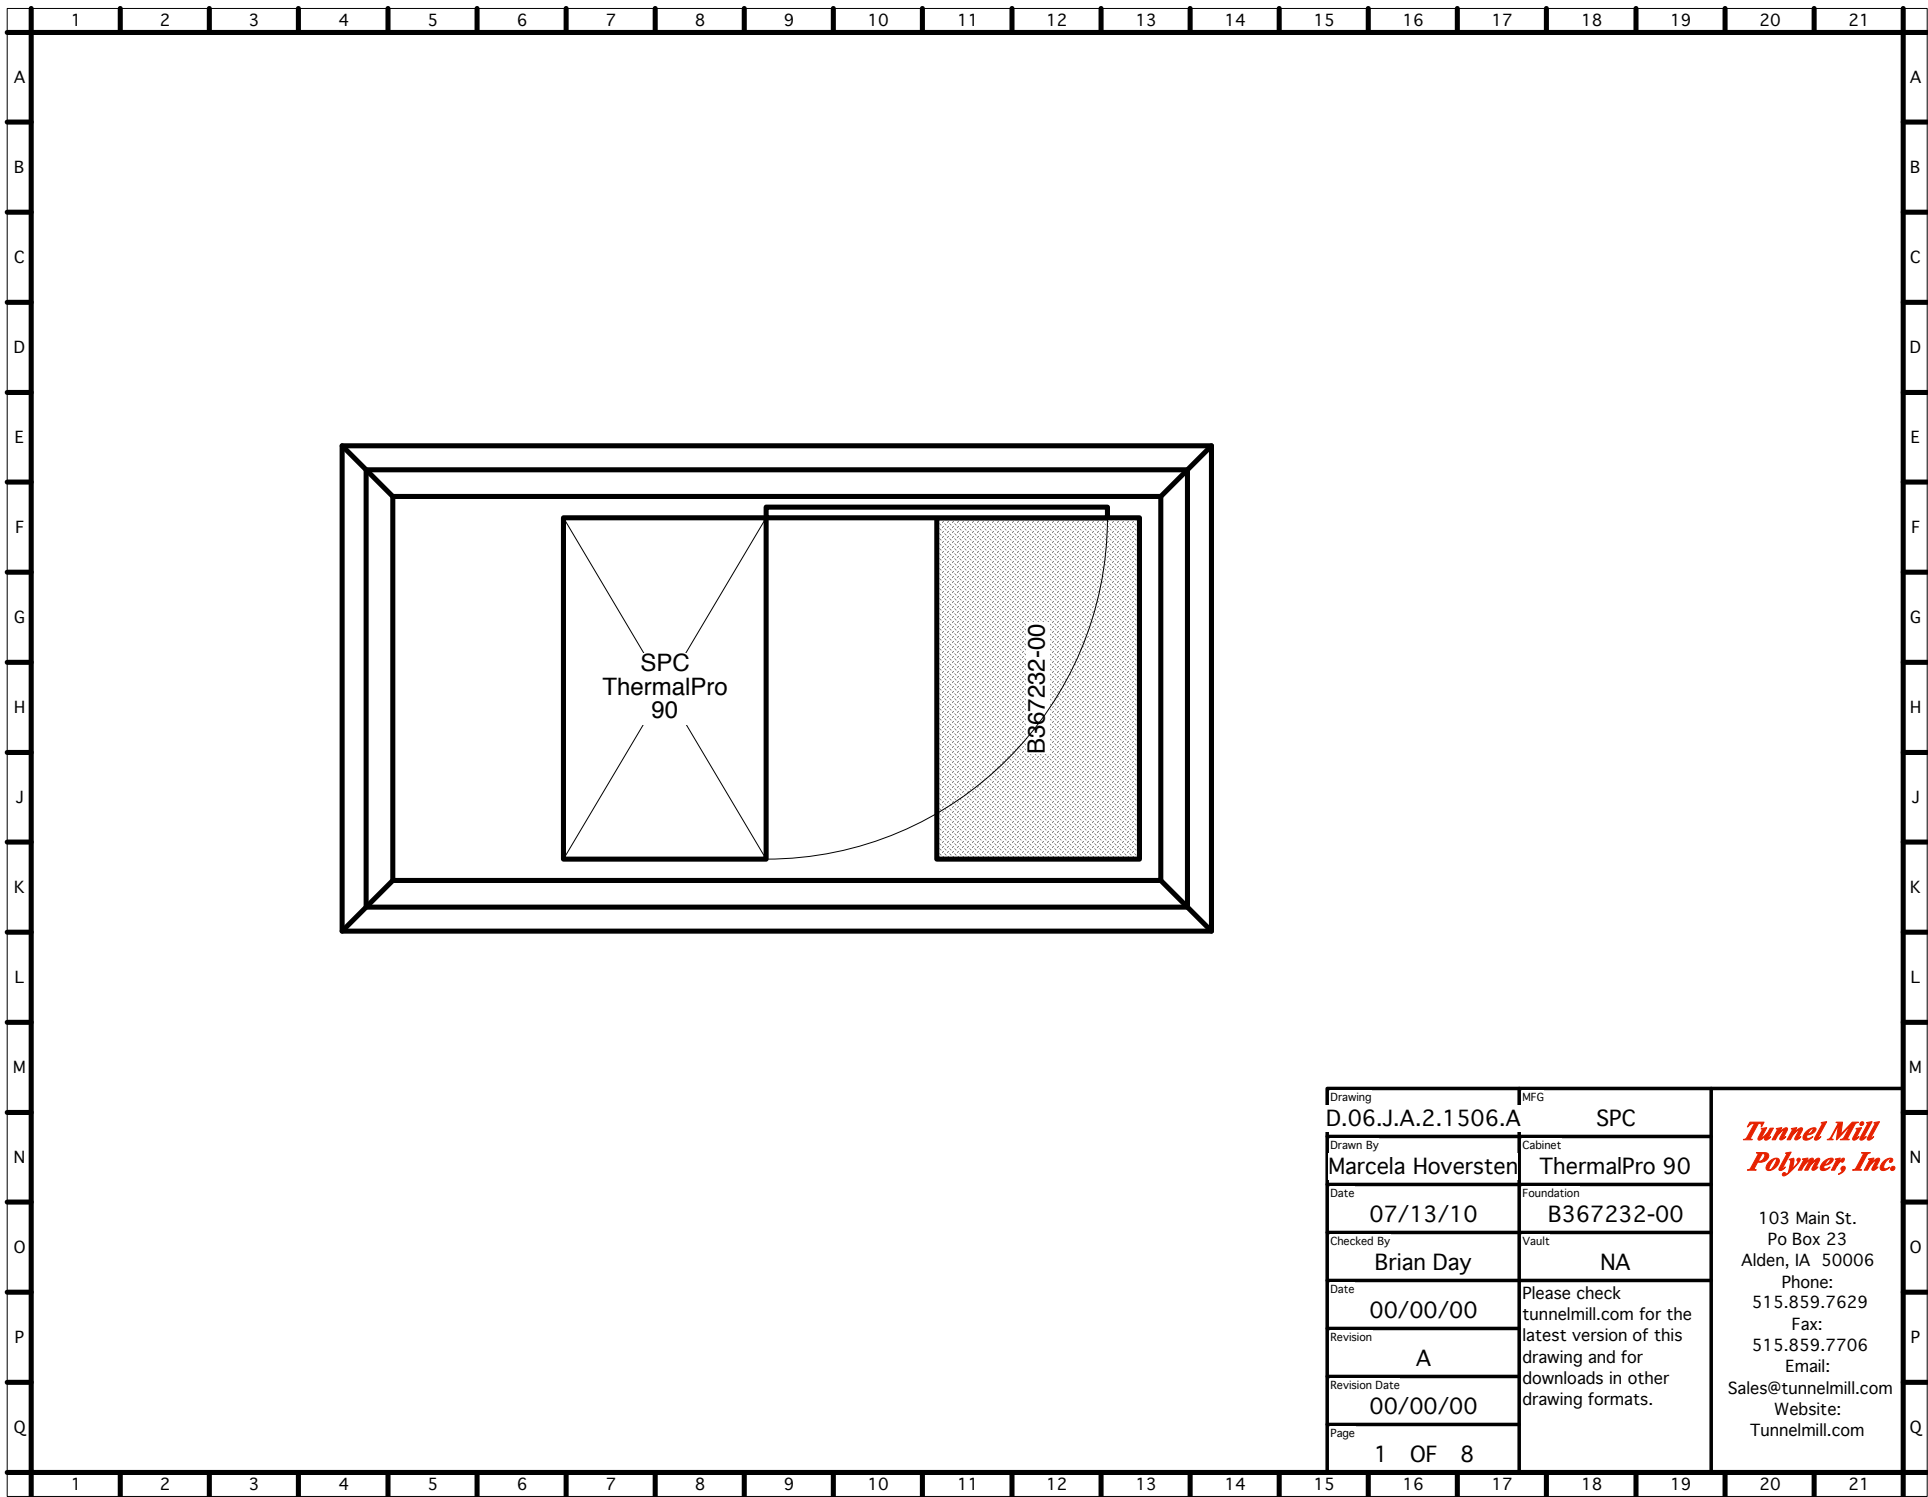 1 2 3 4 5 6 7 8 9 10 11 12 13 14 15 16 17 18 19 20 21
A A
B B
C C
D D
E E
F F
G G
H H
J J
K K
L L
M M
N N
O O
P P
Q Q
SPC
ThermalPro
90
B367232-00
Drawing
D.06.J.A.2.1506.A
MFG
SPC
Drawn By
Marcela Hoversten
Cabinet
ThermalPro 90
Date
07/13/10
Foundation
B367232-00
Checked By
Brian Day
Vault
NA
Date
00/00/00
Revision
A
Revision Date
00/00/00
Page
1 OF 8
Please check
tunnelmill.com for the
latest version of this
drawing and for
downloads in other
drawing formats.
Tunnel Mill
Polymer, Inc.
103 Main St.
Po Box 23
Alden, IA 50006
Phone:
515.859.7629
Fax:
515.859.7706
Email:
Sales@tunnelmill.com
Website:
Tunnelmill.com
1 2 3 4 5 6 7 8 9 10 11 12 13 14 15 16 17 18 19 20 21